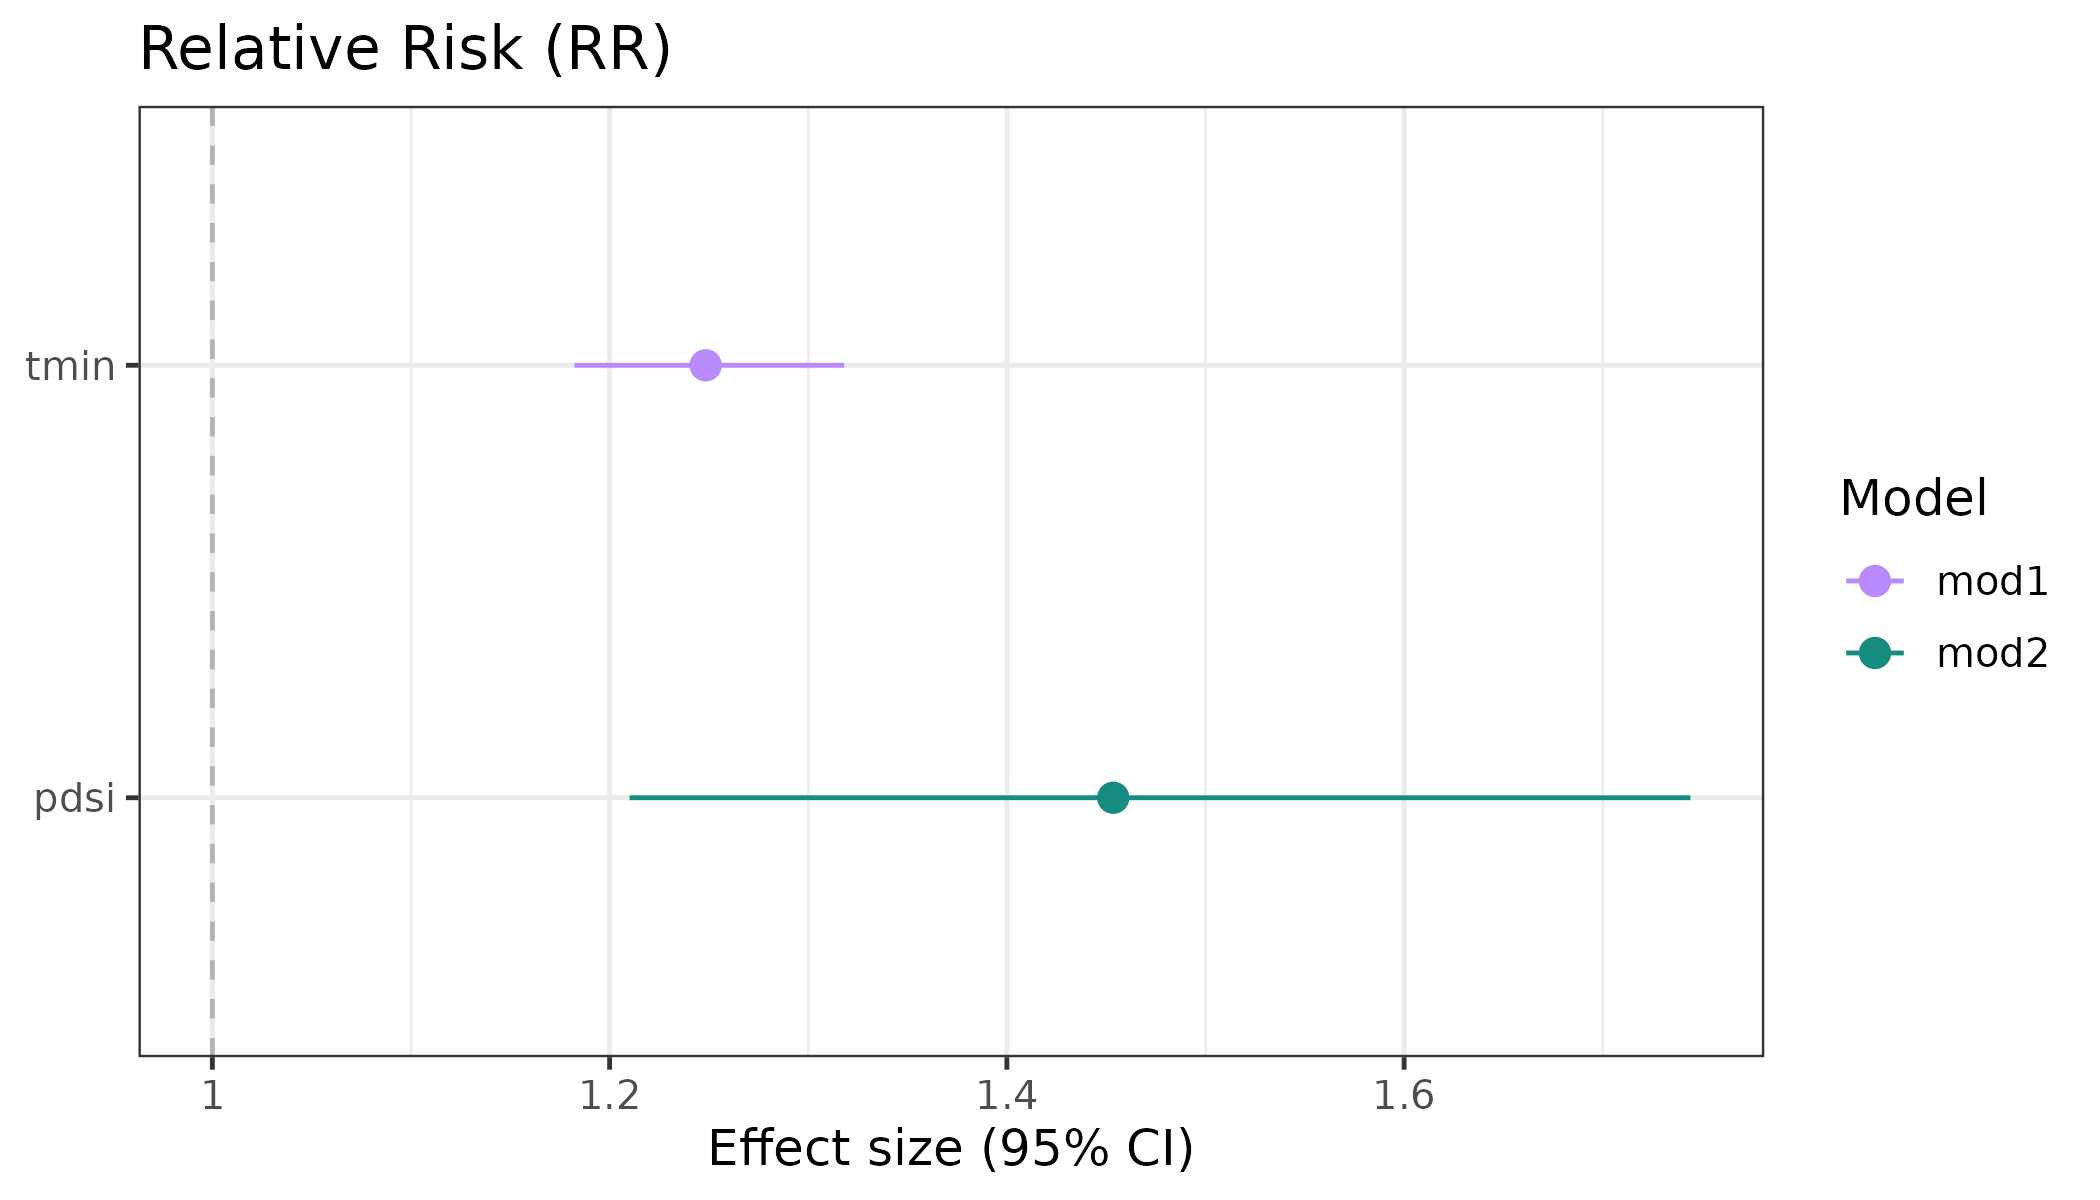 Relative Risk (RR)
tmin
pdsi
1
1.2
1.4
1.6
Effect size (95% CI)
Model
mod1
mod2